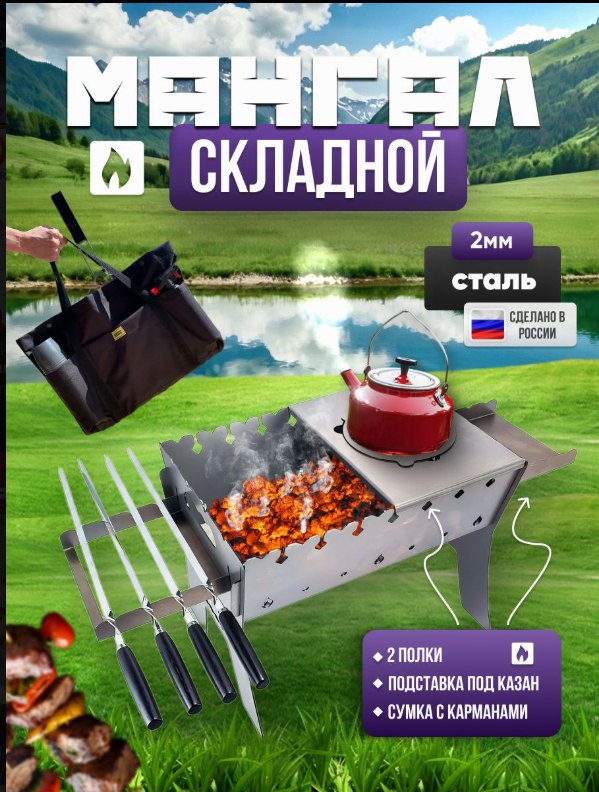 МАНГАЛ
СКЛАДНОЙ
2мм
сталь
СДЕЛАНО В
РОССИИ
2 ПОЛКИ
ПОДСТАВКА ПОД КАЗАН
СУМКА С КАРМАНАМИ